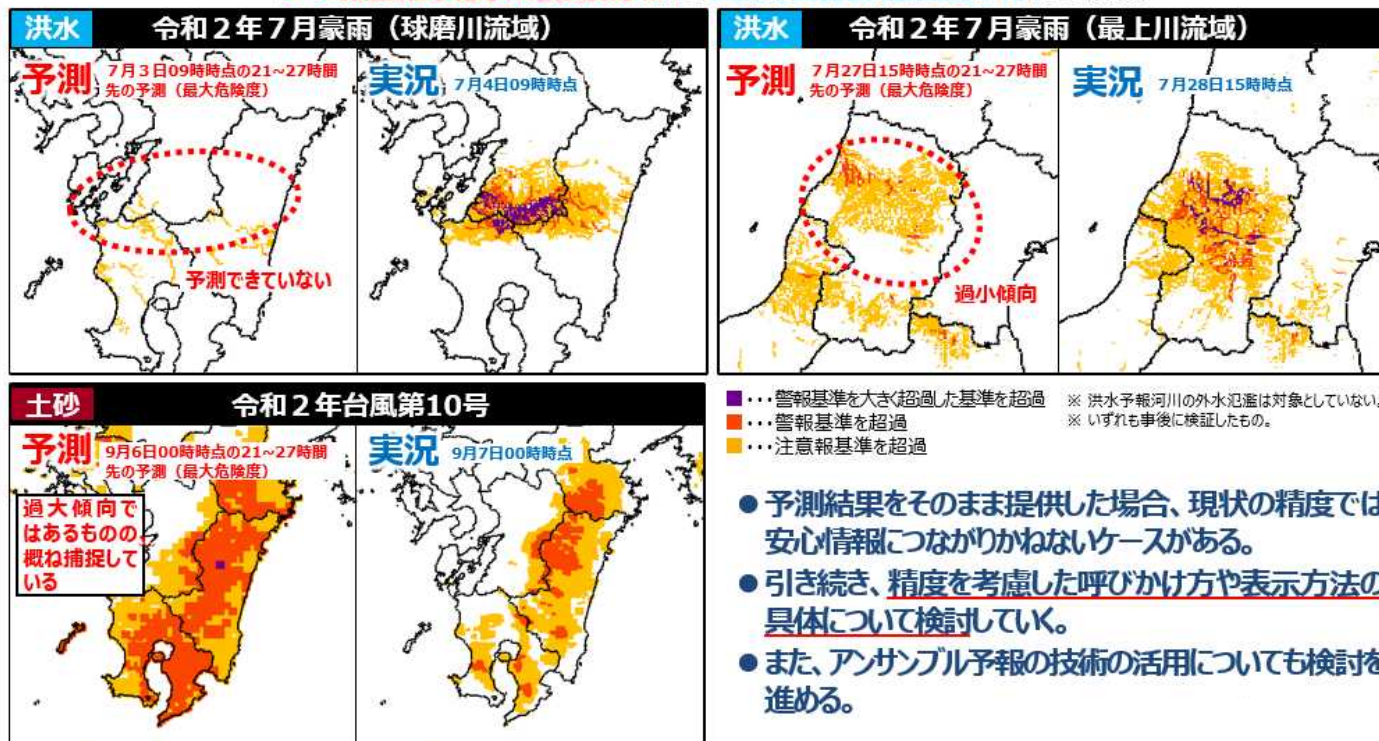 洪水 令和２年７月豪雨（球磨川流域）
予測 ７月３日09時時点の21~27時間
先の予測（最大危険度）
実況 ７月4日09時時点
予測できていない
洪水 令和２年７月豪雨（最上川流域）
予測 ７月27日15時時点の21~27時間
先の予測（最大危険度）
実況 ７月28日15時時点
過小傾向
土砂 令和２年台風第10号
予測 9月6日00時時点の21~27時間
先の予測（最大危険度）
実況 9月7日00時時点
過大傾向で
はあるものの、
概ね捕捉して
いる
■・・・警報基準を大きく超過した基準を超過
■・・・警報基準を超過
■・・・注意報基準を超過
※ 洪水予報河川の外水氾濫は対象としていない。
※ いずれも事後に検証したもの。
● 予測結果をそのまま提供した場合、現状の精度では
安心情報につながりかねないケースがある。
● 引き続き、精度を考慮した呼びかけ方や表示方法の
具体について検討していく。
● また、アンサンブル予報の技術の活用についても検討を
進める。